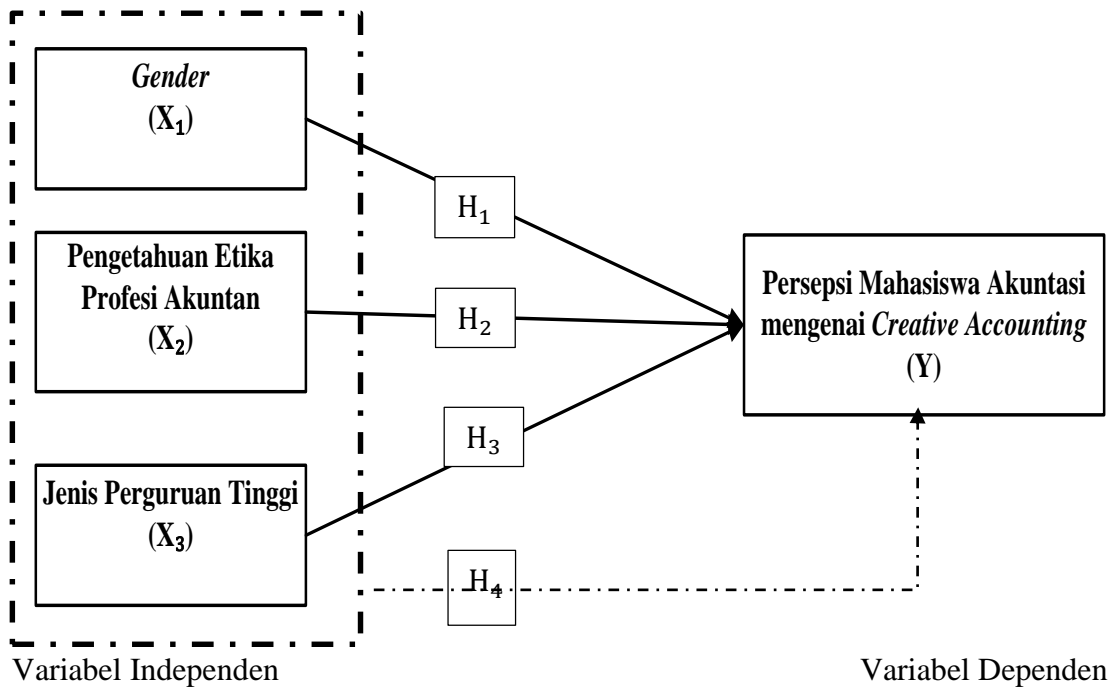 Gender
(X₁)
H₁
Pengetahuan Etika
Profesi Akuntan
(X₂)
H₂
Persepsi Mahasiswa Akuntasi
mengenai Creative Accounting
(Y)
H₃
Jenis Perguruan Tinggi
(X₃)
H₄
Variabel Independen
Variabel Dependen